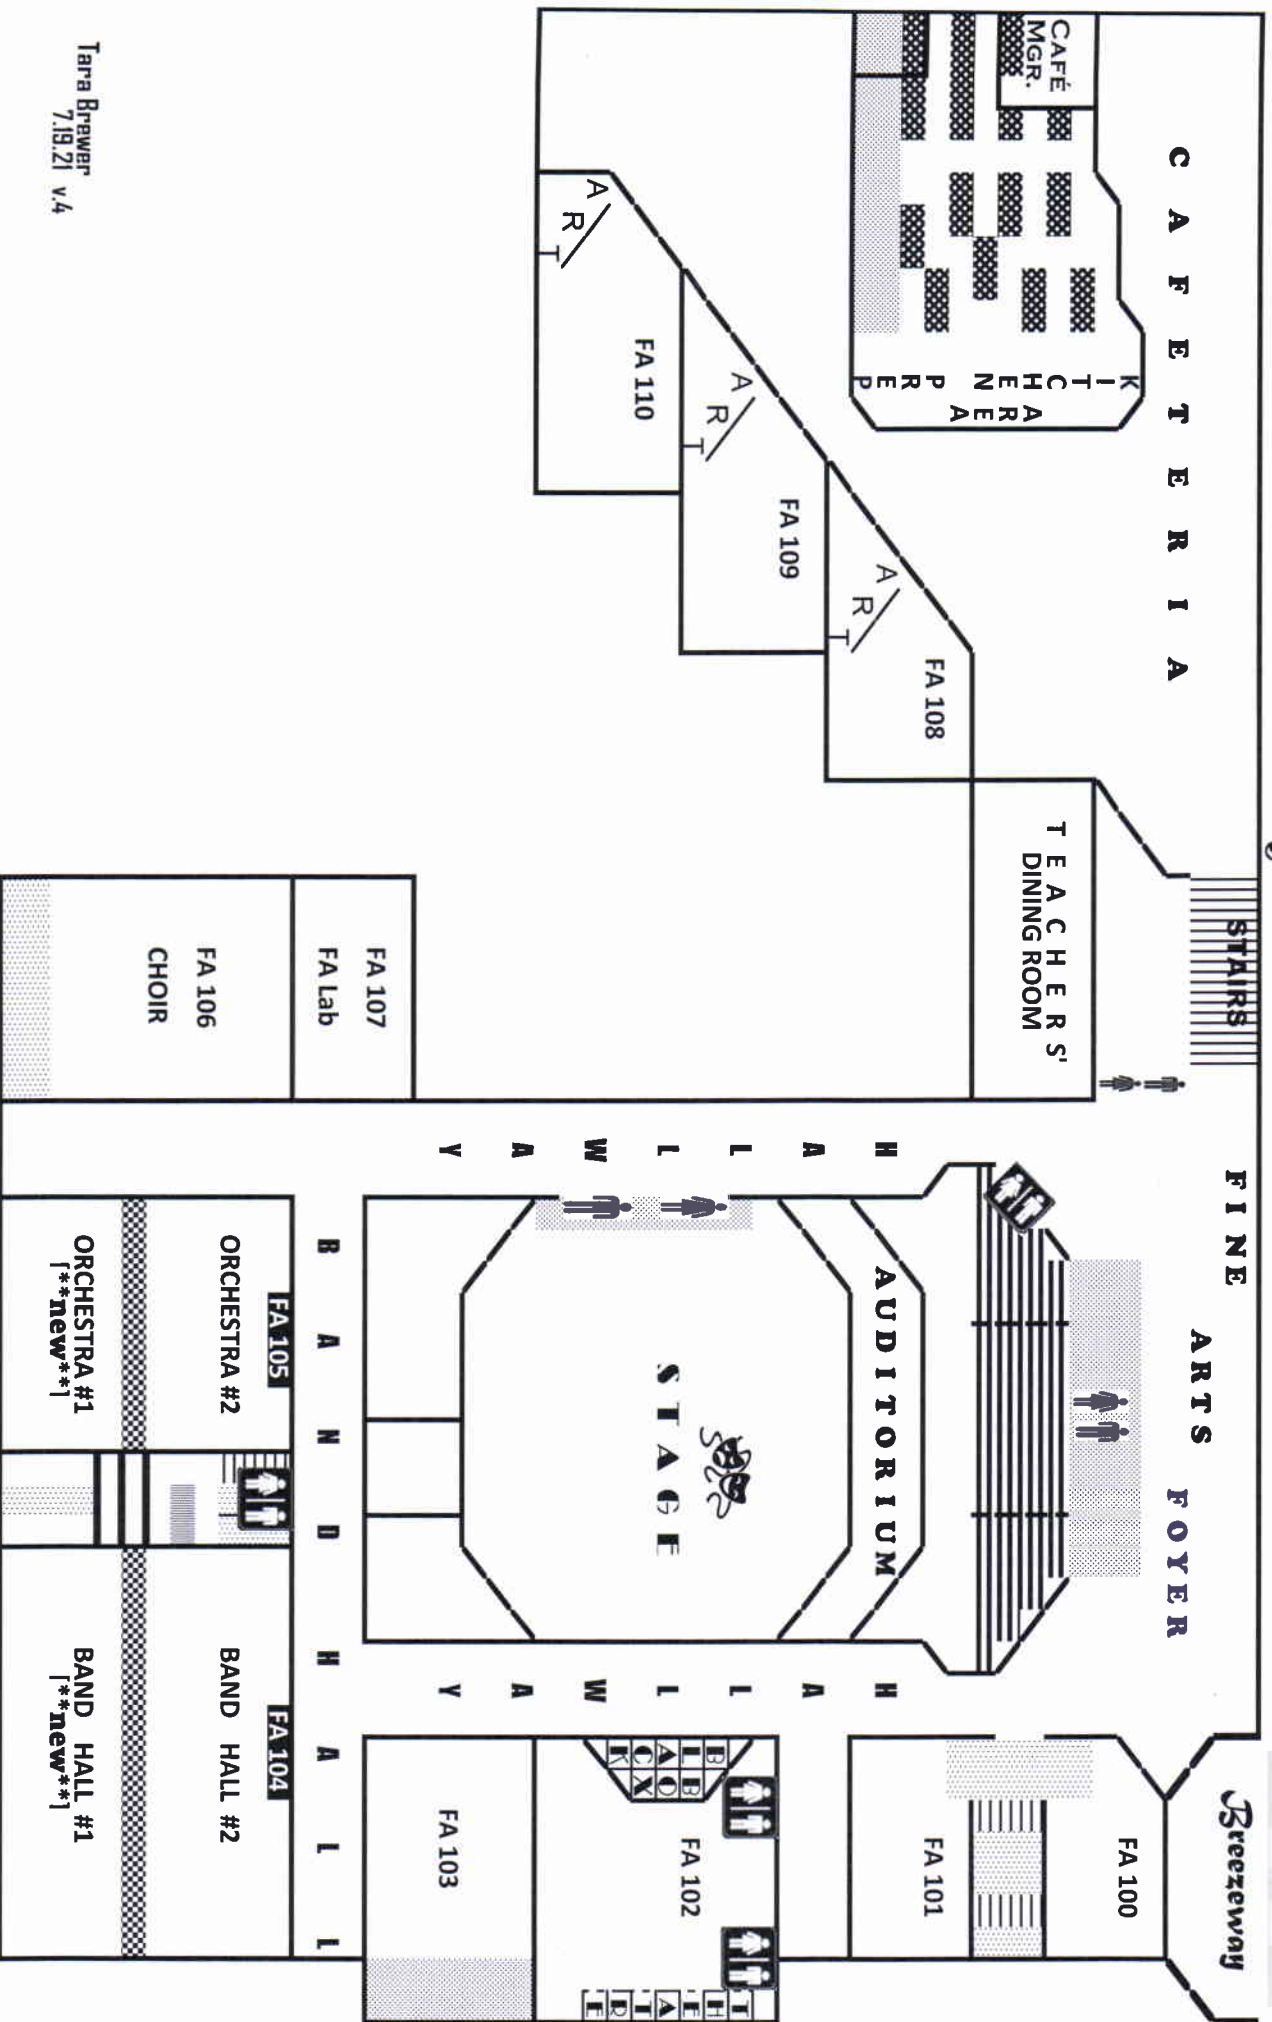 CAFETERIA
CAFÉ
MGR.
KITCHEN PREP
AREA
ART
FA 110
ART
FA 109
ART
FA 108
TEACHERS'
DINING ROOM
STAIRS
FINE ARTS FOYER
Breezeway
FA 100
FA 101
HALLWAY
AUDITORIUM
STAGE
HALLWAY
BLACK
BOX
THEATRE
FA 102
FA 103
FA 107
FA Lab
FA 106
CHOIR
BAND HALL
FA 105
ORCHESTRA #2
ORCHESTRA #1
[**new**]
FA 104
BAND HALL #2
BAND HALL #1
[**new**]
Tara Brewer
7.19.21 v.4